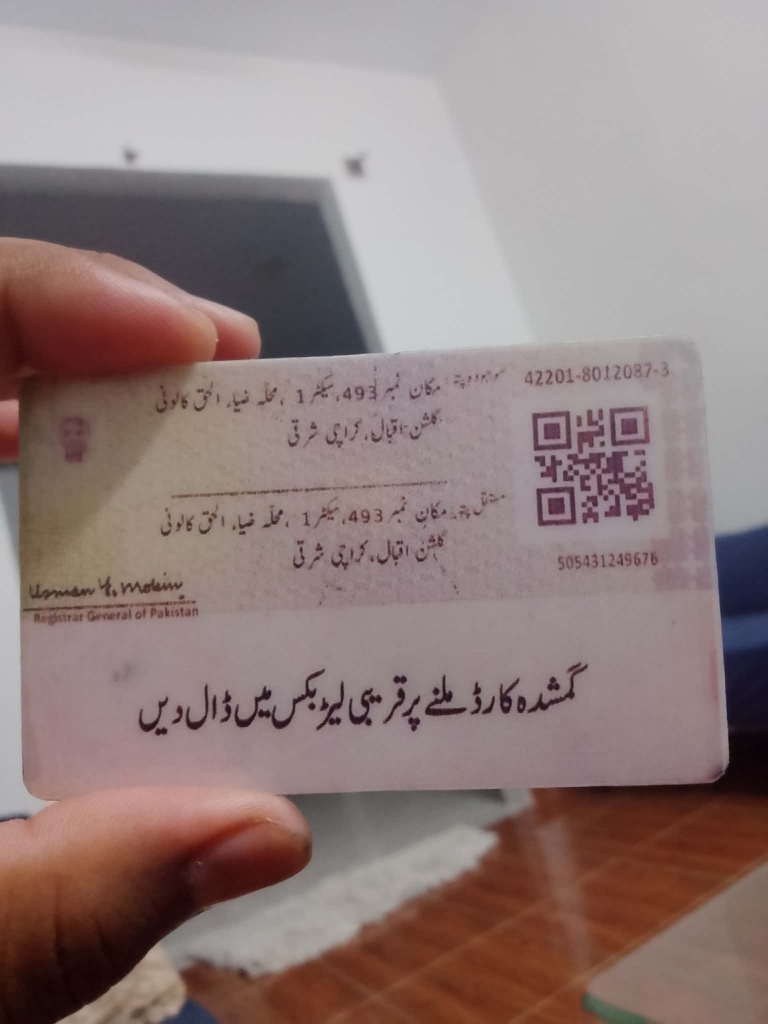 42201-8012087-3
موجودہ پتہ: مکان نمبر 493، سیکٹر 1، محلّہ ضیاء الحق کالونی
گلشن اقبال، کراچی شرقی
مستقل پتہ: مکان نمبر 493، سیکٹر 1، محلّہ ضیاء الحق کالونی
گلشن اقبال، کراچی شرقی
505431249676
Usman Y. Mobin
Registrar General of Pakistan
گمشدہ کارڈ ملنے پر قریبی لیٹر بکس میں ڈال دیں